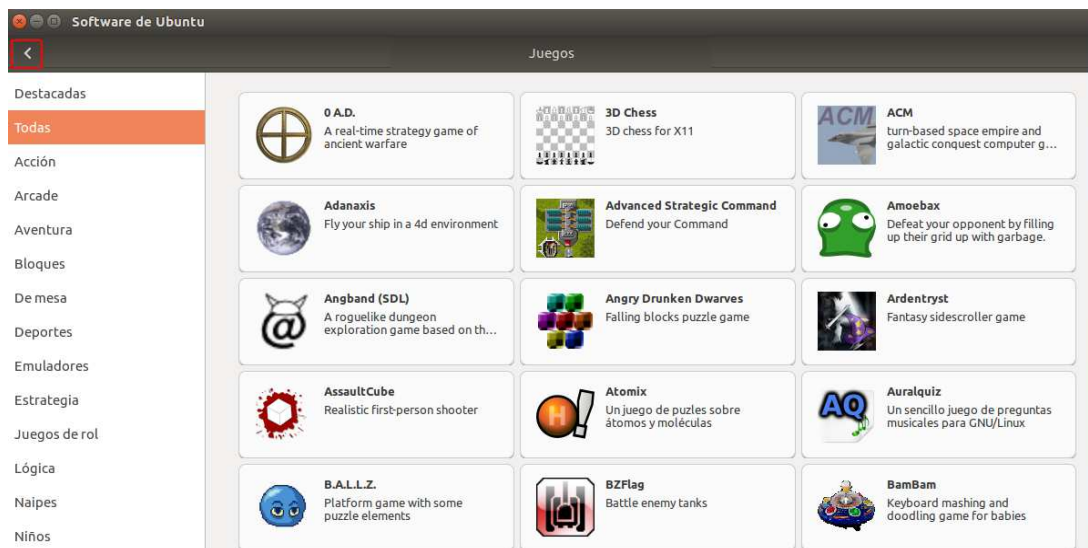 Software de Ubuntu
Juegos
Destacadas
Todas
Acción
Arcade
Aventura
Bloques
De mesa
Deportes
Emuladores
Estrategia
Juegos de rol
Lógica
Naipes
Niños
0 A.D.
A real-time strategy game of
ancient warfare
3D Chess
3D chess for X11
ACM
ACM
turn-based space empire and
galactic conquest computer g...
Adanaxis
Fly your ship in a 4d environment
Advanced Strategic Command
Defend your Command
Amoebax
Defeat your opponent by filling
up their grid up with garbage.
@
Angband (SDL)
A roguelike dungeon
exploration game based on th...
Angry Drunken Dwarves
Falling blocks puzzle game
Ardentryst
Fantasy sidescroller game
AssaultCube
Realistic first-person shooter
H!
Atomix
Un juego de puzles sobre
átomos y moléculas
AQ
Auralquiz
Un sencillo juego de preguntas
musicales para GNU/Linux
B.A.L.L.Z.
Platform game with some
puzzle elements
BZFlag
Battle enemy tanks
BamBam
Keyboard mashing and
doodling game for babies